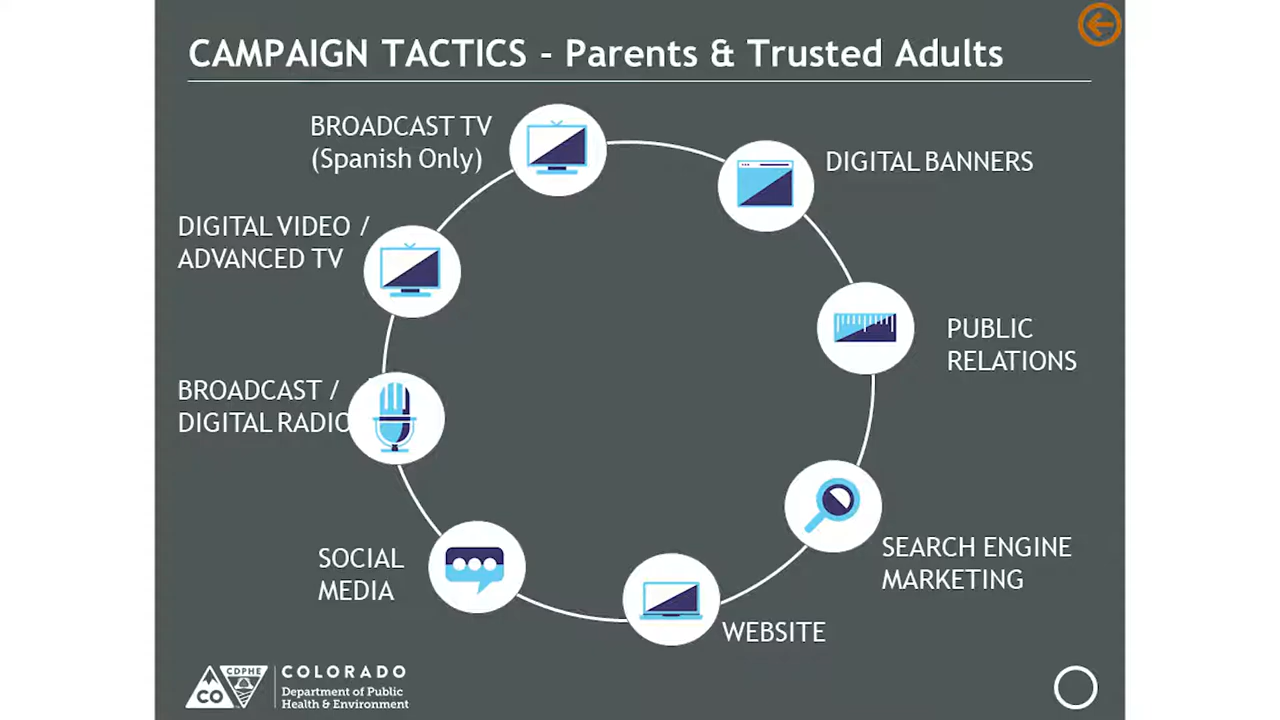 CAMPAIGN TACTICS - Parents & Trusted Adults
BROADCAST TV
(Spanish Only)
DIGITAL BANNERS
DIGITAL VIDEO /
ADVANCED TV
PUBLIC
RELATIONS
BROADCAST /
DIGITAL RADIO
SEARCH ENGINE
MARKETING
SOCIAL
MEDIA
WEBSITE
CO
CDPHE
COLORADO
Department of Public
Health & Environment